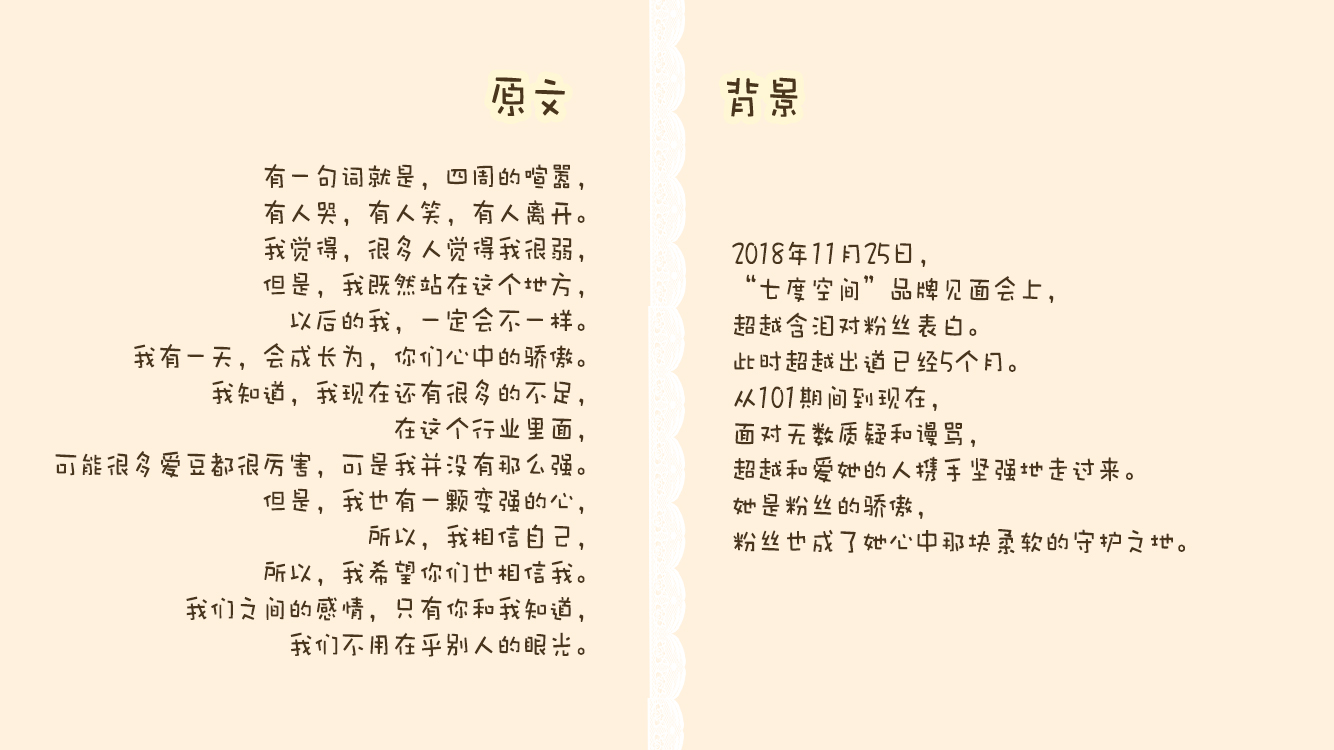 原文
有一句词就是，四周的喧嚣，
有人哭，有人笑，有人离开。
我觉得，很多人觉得我很弱，
但是，我既然站在这个地方，
以后的我，一定会不一样。
我有一天，会成长为，你们心中的骄傲。
我知道，我现在还有很多的不足，
在这个行业里面，
可能很多爱豆都很厉害，可是我并没有那么强。
但是，我也有一颗变强的心，
所以，我相信自己，
所以，我希望你们也相信我。
我们之间的感情，只有你和我知道，
我们不用在乎别人的眼光。
背景
2018年11月25日，
“七度空间”品牌见面会上，
超越含泪对粉丝表白。
此时超越出道已经5个月。
从101期间到现在，
面对无数质疑和谩骂，
超越和爱她的人携手坚强地走过来。
她是粉丝的骄傲，
粉丝也成了她心中那块柔软的守护之地。